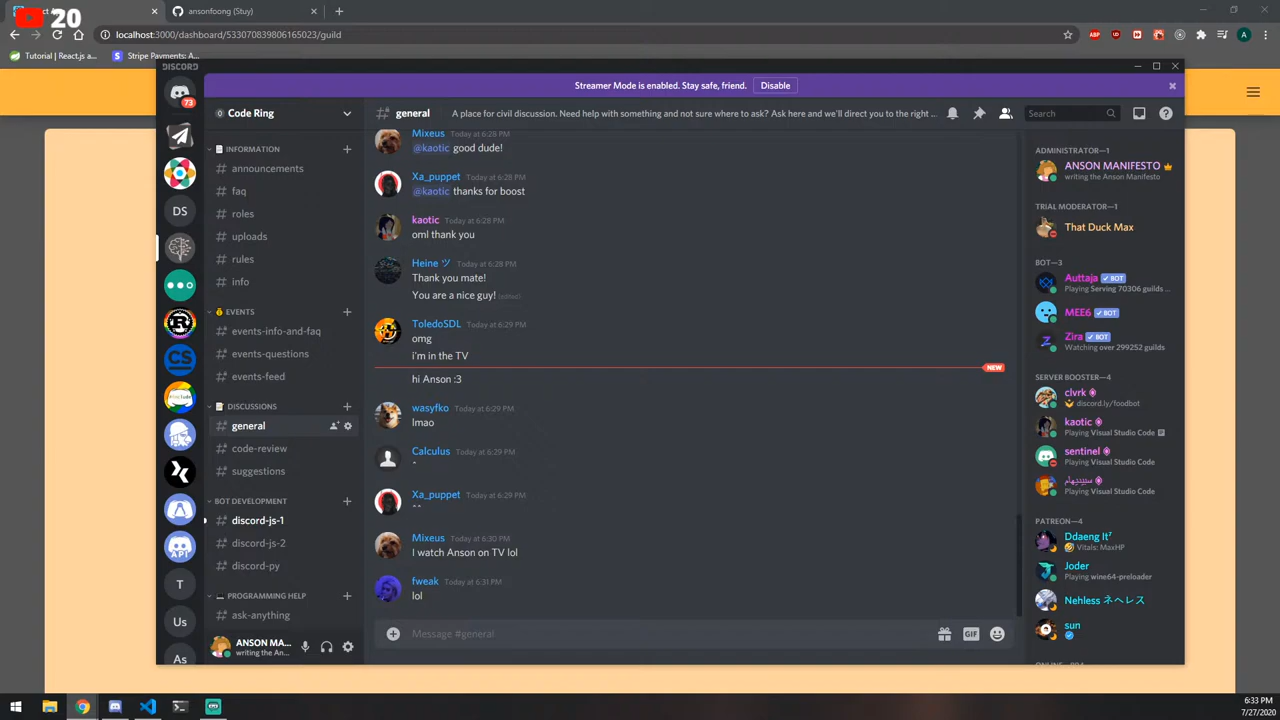 20
ansonfoong (Stuy)
localhost:3000/dashboard/533070839806165023/guild
ABP
A
Tutorial | React.js a...
Stripe Payments: A...
DISCORD
Streamer Mode is enabled. Stay safe, friend.
Disable
73
DS
T
Us
As
Code Ring
INFORMATION
announcements
faq
roles
uploads
rules
info
EVENTS
events-info-and-faq
events-questions
events-feed
DISCUSSIONS
general
code-review
suggestions
BOT DEVELOPMENT
discord-js-1
discord-js-2
discord-py
PROGRAMMING HELP
ask-anything
ANSON MA...
writing the An...
general
A place for civil discussion. Need help with something and not sure where to ask? Ask here and we'll direct you to the right ...
Search
Mixeus Today at 6:28 PM
@kaotic good dude!
Xa_puppet Today at 6:28 PM
@kaotic thanks for boost
kaotic Today at 6:28 PM
oml thank you
Heine ツ Today at 6:28 PM
Thank you mate!
You are a nice guy! (edited)
ToledoSDL Today at 6:29 PM
omg
i'm in the TV
NEW
hi Anson :3
wasyfko Today at 6:29 PM
lmao
Calculus Today at 6:29 PM
^
Xa_puppet Today at 6:29 PM
^^
Mixeus Today at 6:30 PM
I watch Anson on TV lol
fweak Today at 6:31 PM
lol
Message #general
GIF
ADMINISTRATOR—1
ANSON MANIFESTO
writing the Anson Manifesto
TRIAL MODERATOR—1
That Duck Max
BOT—3
Auttaja BOT
Playing Serving 70306 guilds ...
MEE6 BOT
Zira BOT
Watching over 299252 guilds
SERVER BOOSTER—4
clvrk
discord.ly/foodbot
kaotic
Playing Visual Studio Code
sentinel
Playing Visual Studio Code
Playing Visual Studio Code
PATREON—4
Ddaeng It⁷
Vitals: MaxHP
Joder
Playing wine64-preloader
Nehless ネヘレス
sun
6:33 PM
7/27/2020